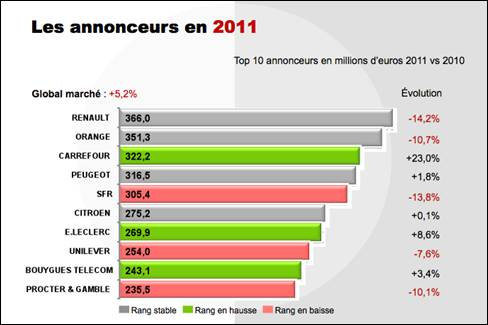 Les annonceurs en 2011
Top 10 annonceurs en millions d'euros 2011 vs 2010
Global marché : +5,2% Évolution
RENAULT 366,0 -14,2%
ORANGE 351,3 -10,7%
CARREFOUR 322,2 +23,0%
PEUGEOT 316,5 +1,8%
SFR 305,4 -13,8%
CITROEN 275,2 +0,1%
E.LECLERC 269,9 +8,6%
UNILEVER 254,0 -7,6%
BOUYGUES TELECOM 243,1 +3,4%
PROCTER & GAMBLE 235,5 -10,1%
Rang stable Rang en hausse Rang en baisse